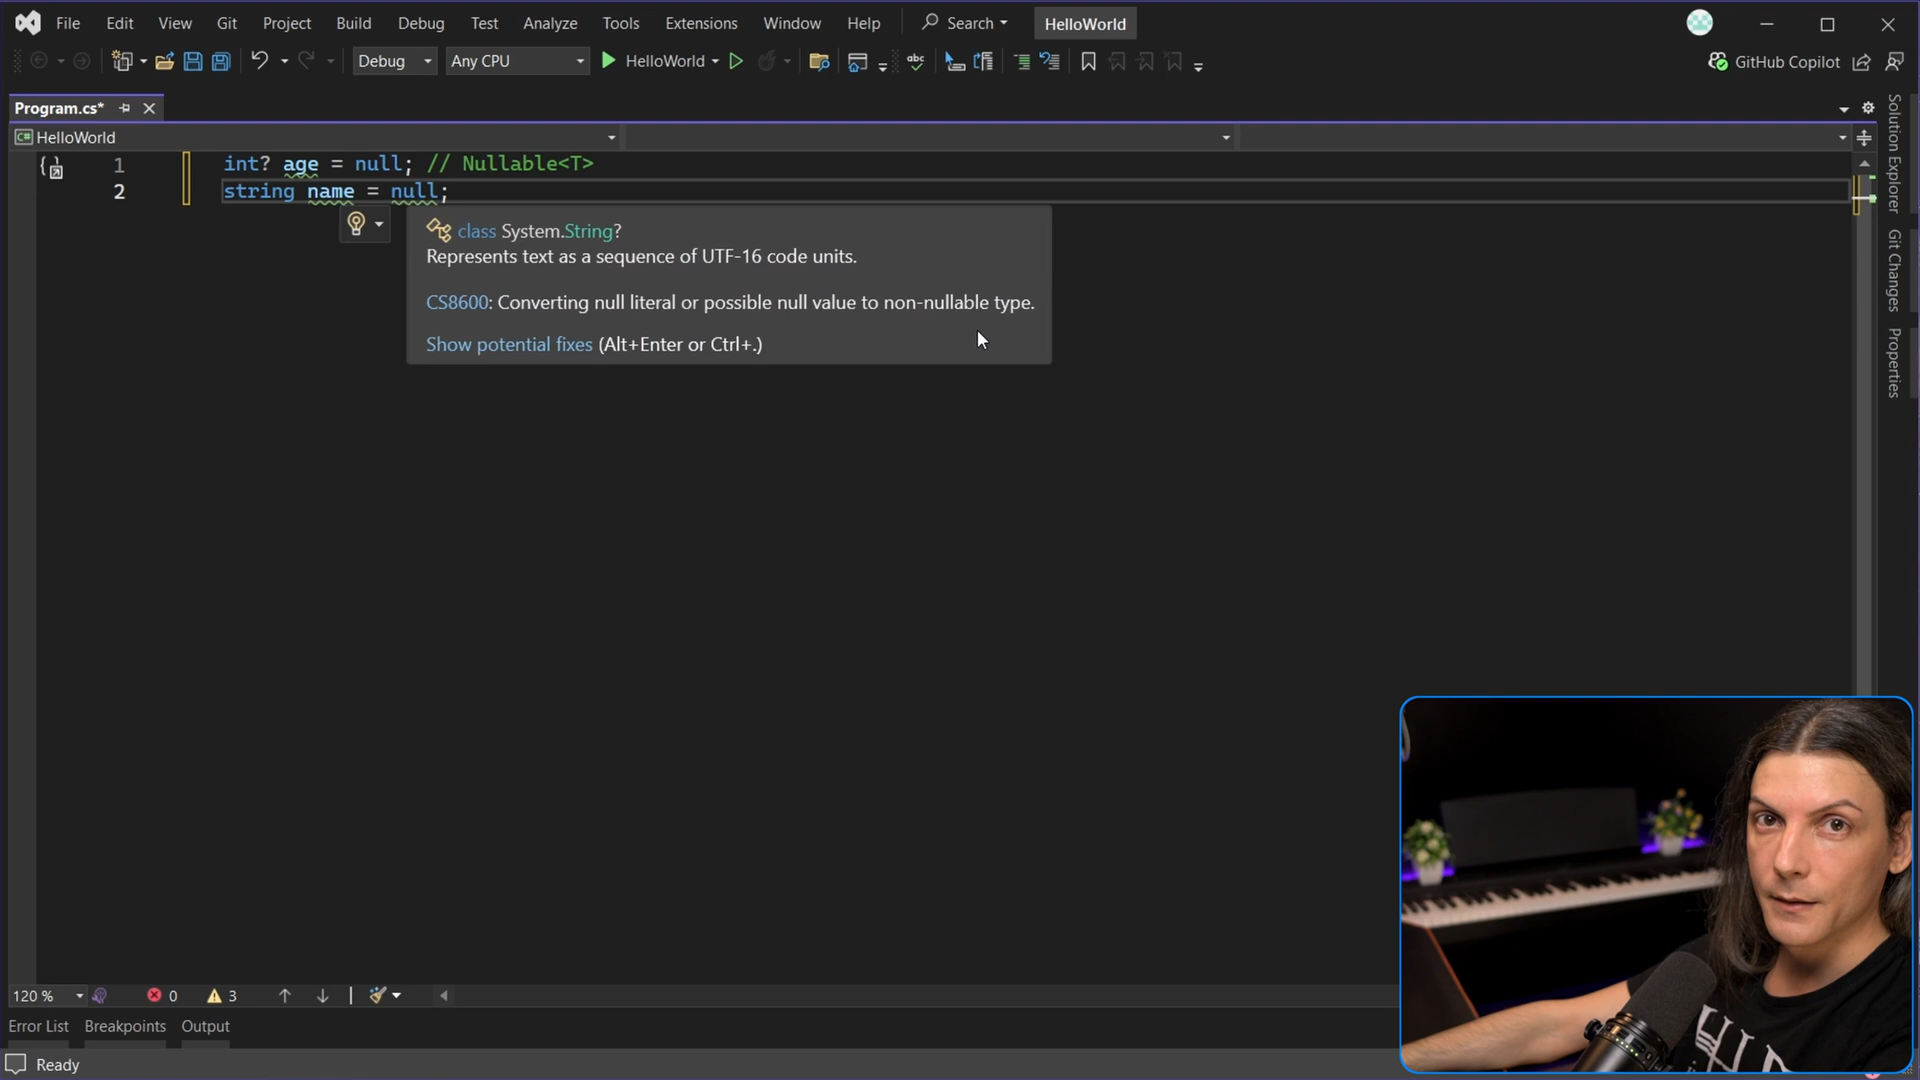 File Edit View Git Project Build Debug Test Analyze Tools Extensions Window Help Search HelloWorld
Debug Any CPU HelloWorld abc GitHub Copilot
Program.cs*
C# HelloWorld
1 int? age = null; // Nullable<T>
2 string name = null;
class System.String?
Represents text as a sequence of UTF-16 code units.
CS8600: Converting null literal or possible null value to non-nullable type.
Show potential fixes (Alt+Enter or Ctrl+.)
Solution Explorer
Git Changes
Properties
120 % 0 3
Error List Breakpoints Output
Ready